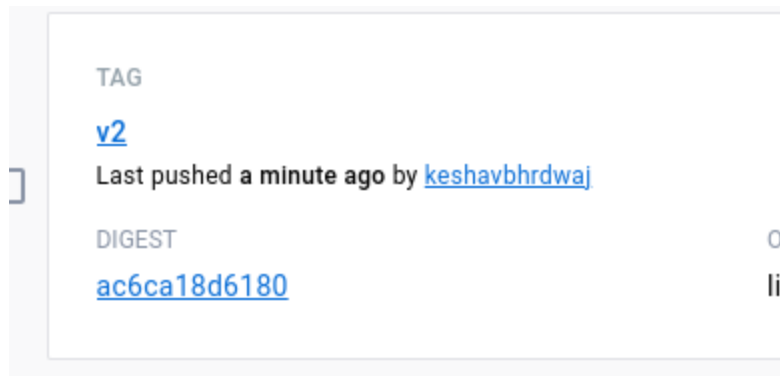 TAG
v2
Last pushed a minute ago by keshavbhrdwaj
DIGEST
ac6ca18d6180